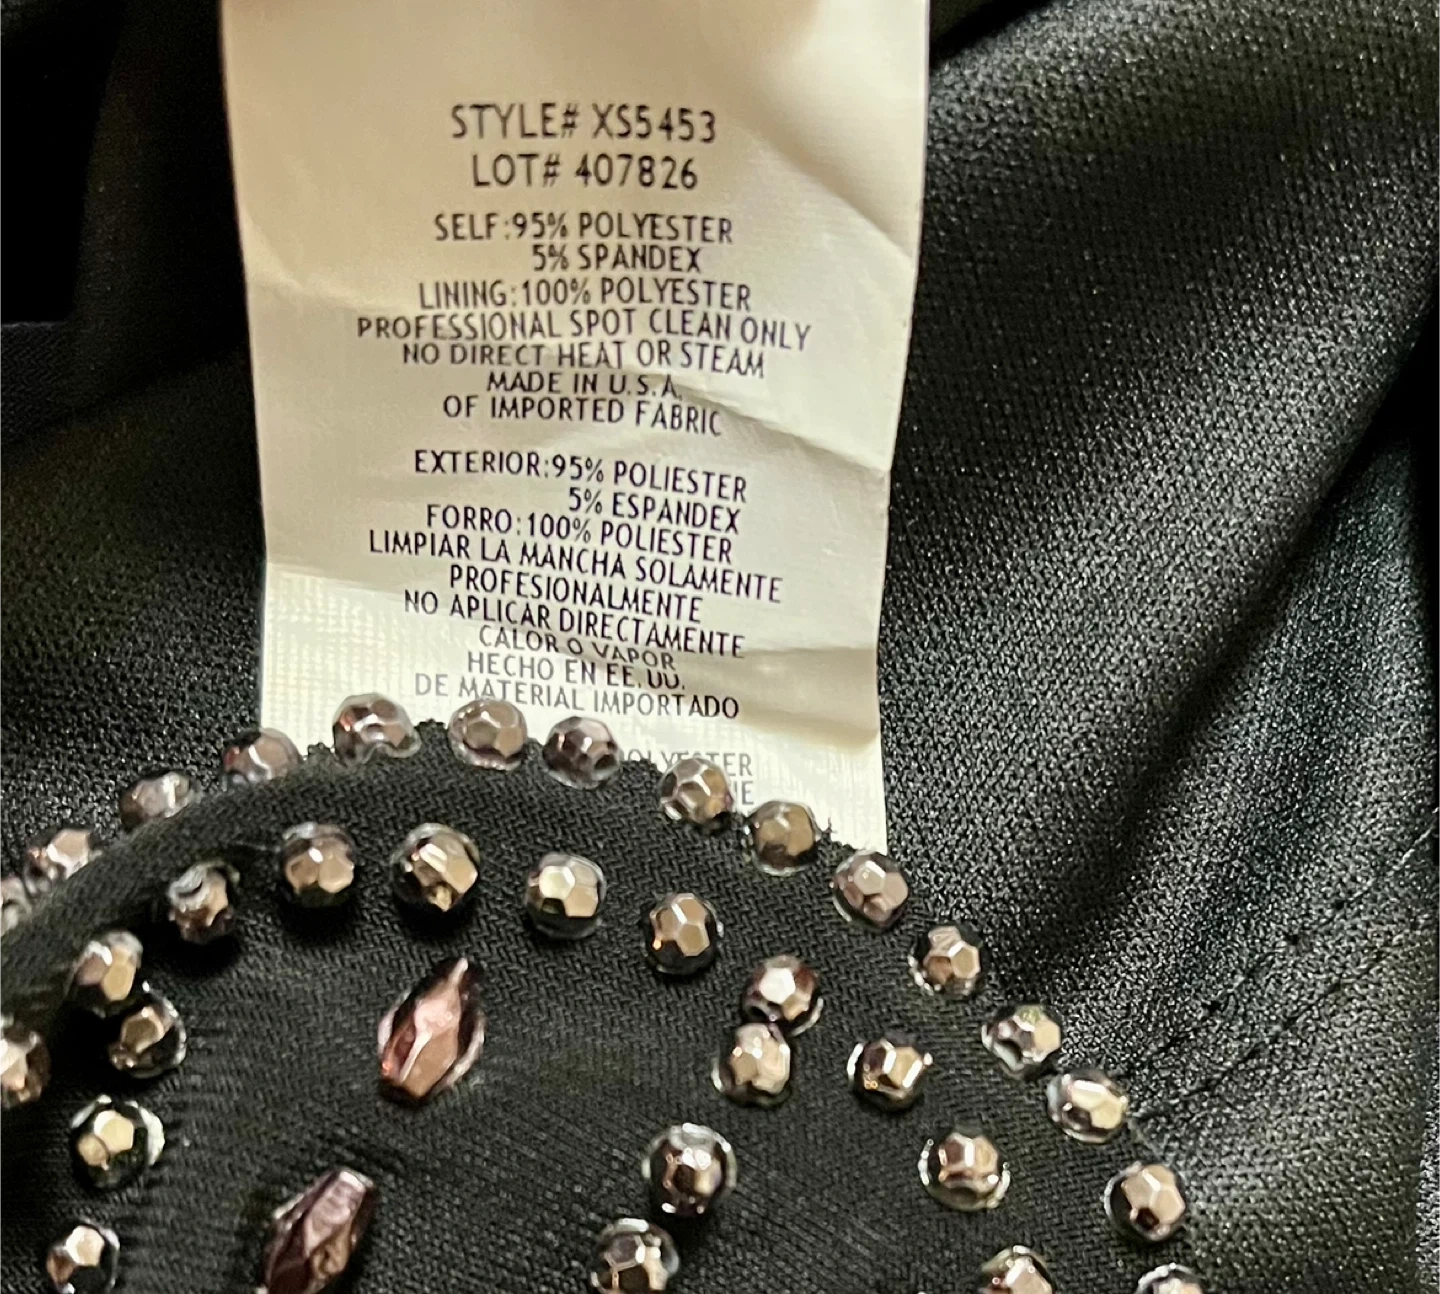 STYLE# XS5453
LOT# 407826
SELF:95% POLYESTER
5% SPANDEX
LINING:100% POLYESTER
PROFESSIONAL SPOT CLEAN ONLY
NO DIRECT HEAT OR STEAM
MADE IN U.S.A.
OF IMPORTED FABRIC
EXTERIOR:95% POLIESTER
5% ESPANDEX
FORRO:100% POLIESTER
LIMPIAR LA MANCHA SOLAMENTE
PROFESIONALMENTE
NO APLICAR DIRECTAMENTE
CALOR O VAPOR
HECHO EN EE.UU.
DE MATERIAL IMPORTADO